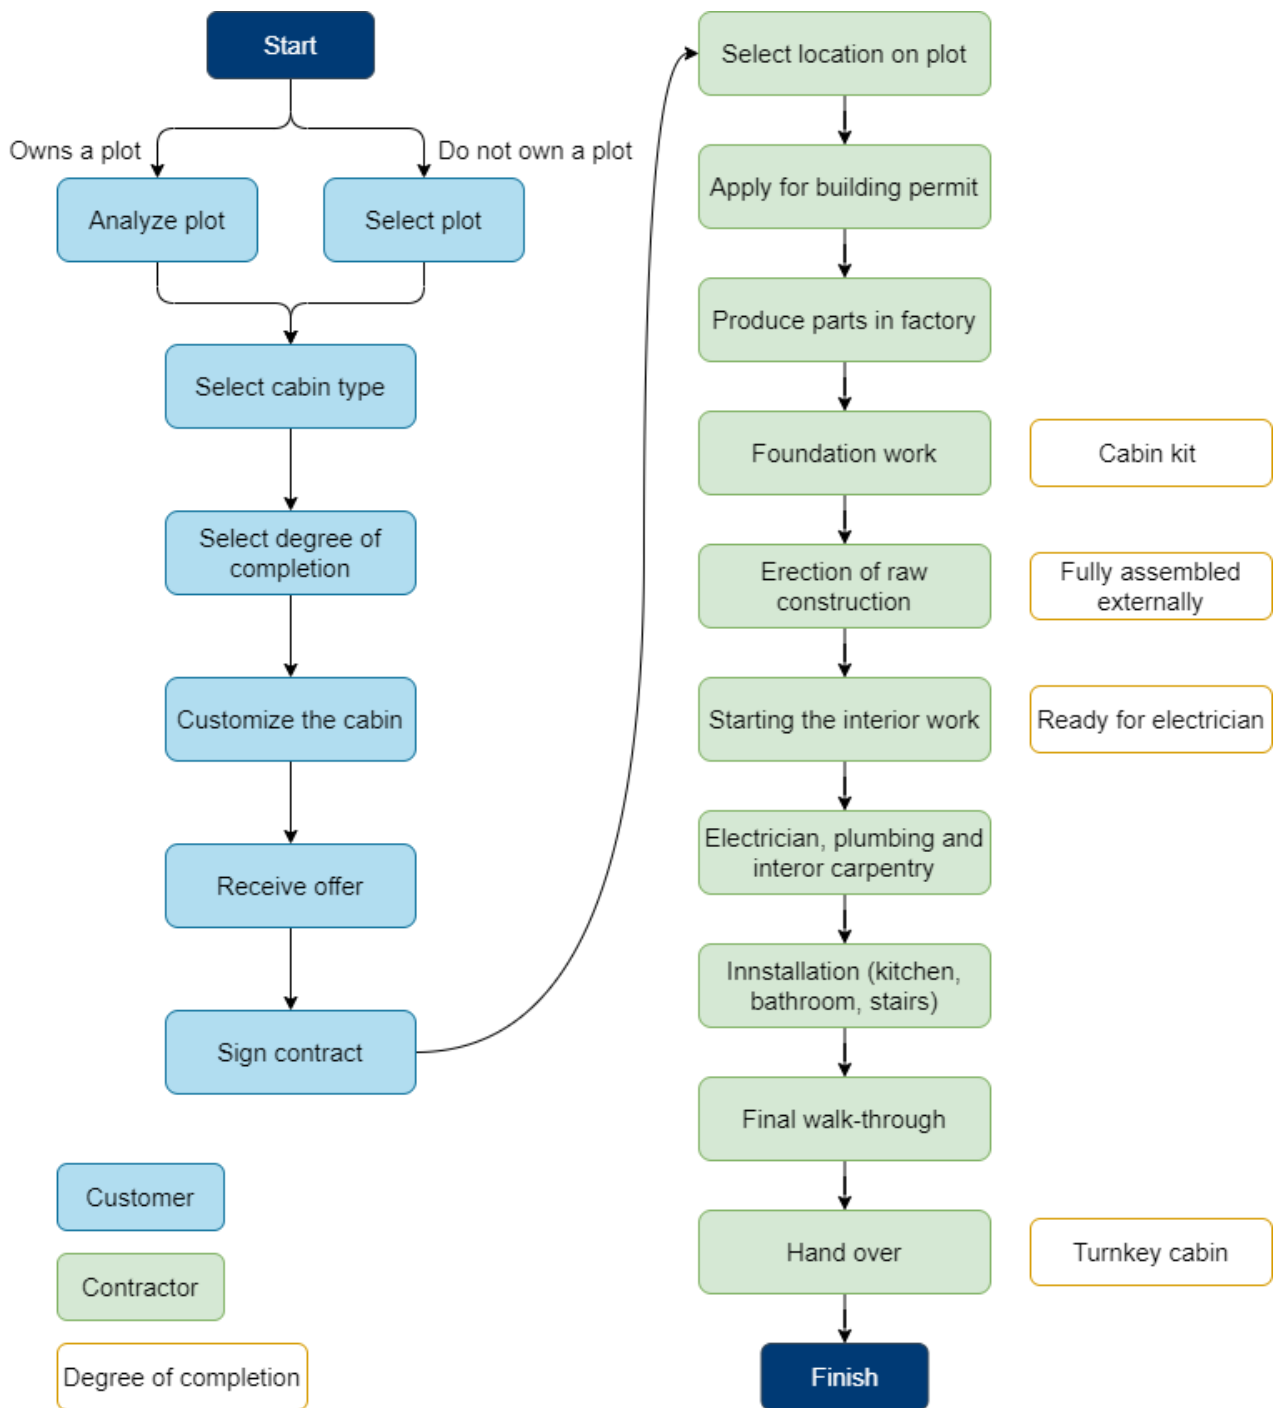 Start
Owns a plot
Do not own a plot
Analyze plot
Select plot
Select cabin type
Select degree of
completion
Customize the cabin
Receive offer
Sign contract
Customer
Contractor
Degree of completion
Select location on plot
Apply for building permit
Produce parts in factory
Foundation work
Cabin kit
Erection of raw
construction
Fully assembled
externally
Starting the interior work
Ready for electrician
Electrician, plumbing and
interor carpentry
Innstallation (kitchen,
bathroom, stairs)
Final walk-through
Hand over
Turnkey cabin
Finish